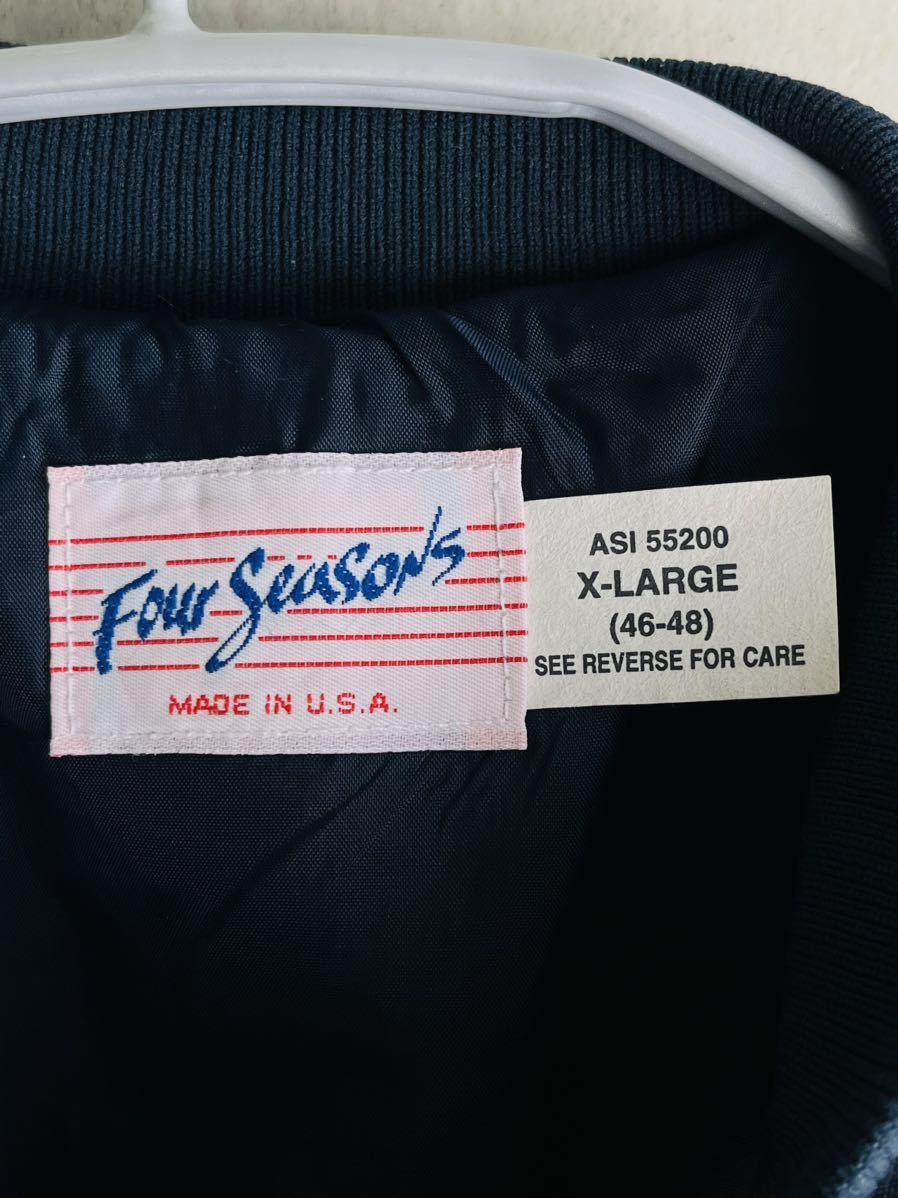 Four Seasons
MADE IN U.S.A.
ASI 55200
X-LARGE
(46-48)
SEE REVERSE FOR CARE